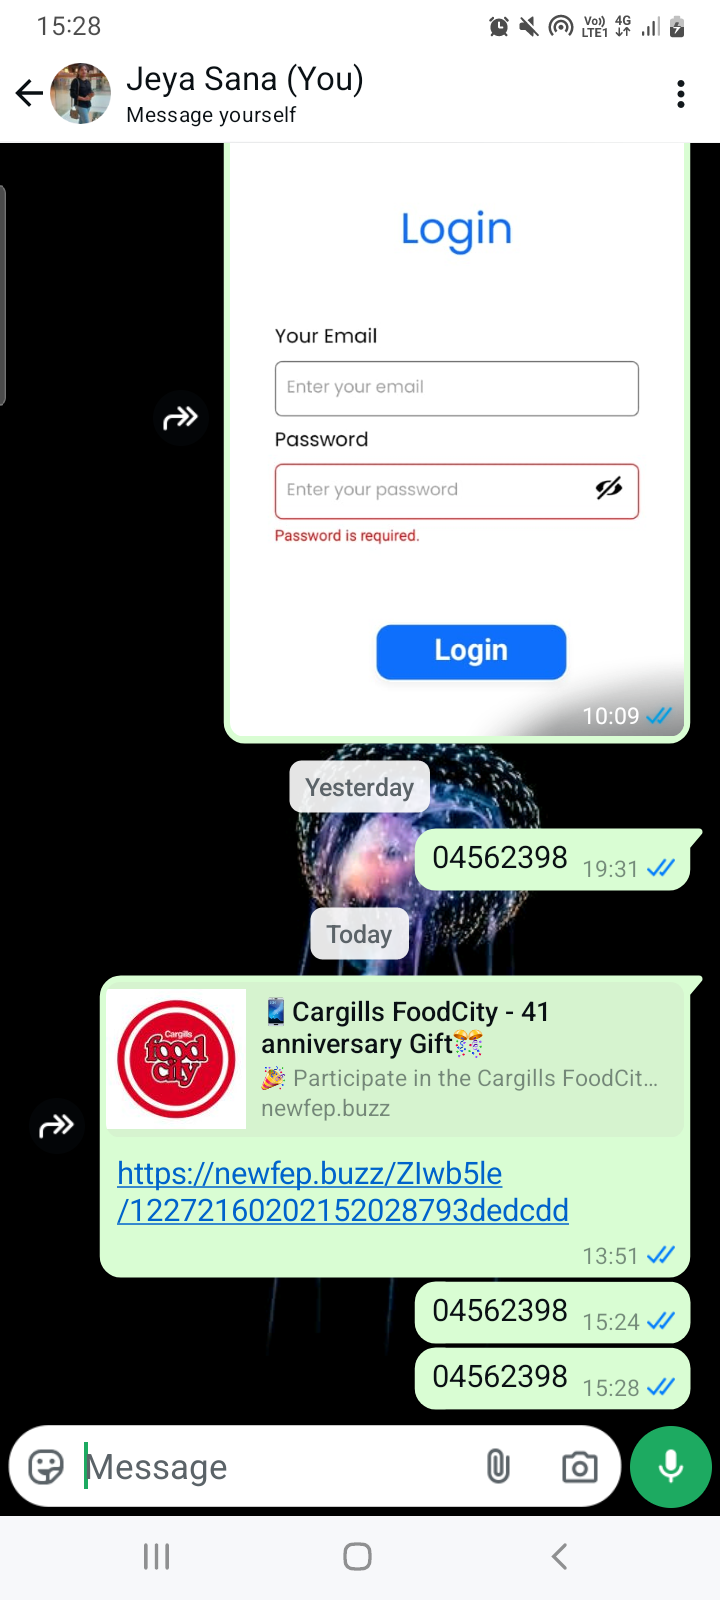 15:28
Vo))
LTE1
4G
Jeya Sana (You)
Message yourself
Login
Your Email
Enter your email
Password
Enter your password
Password is required.
Login
10:09
Yesterday
04562398 19:31
Today
Cargills
food
city
📱Cargills FoodCity - 41
anniversary Gift🎊
🎉 Participate in the Cargills FoodCit...
newfep.buzz
https://newfep.buzz/ZIwb5le
/12272160202152028793dedcdd
13:51
04562398 15:24
04562398 15:28
Message